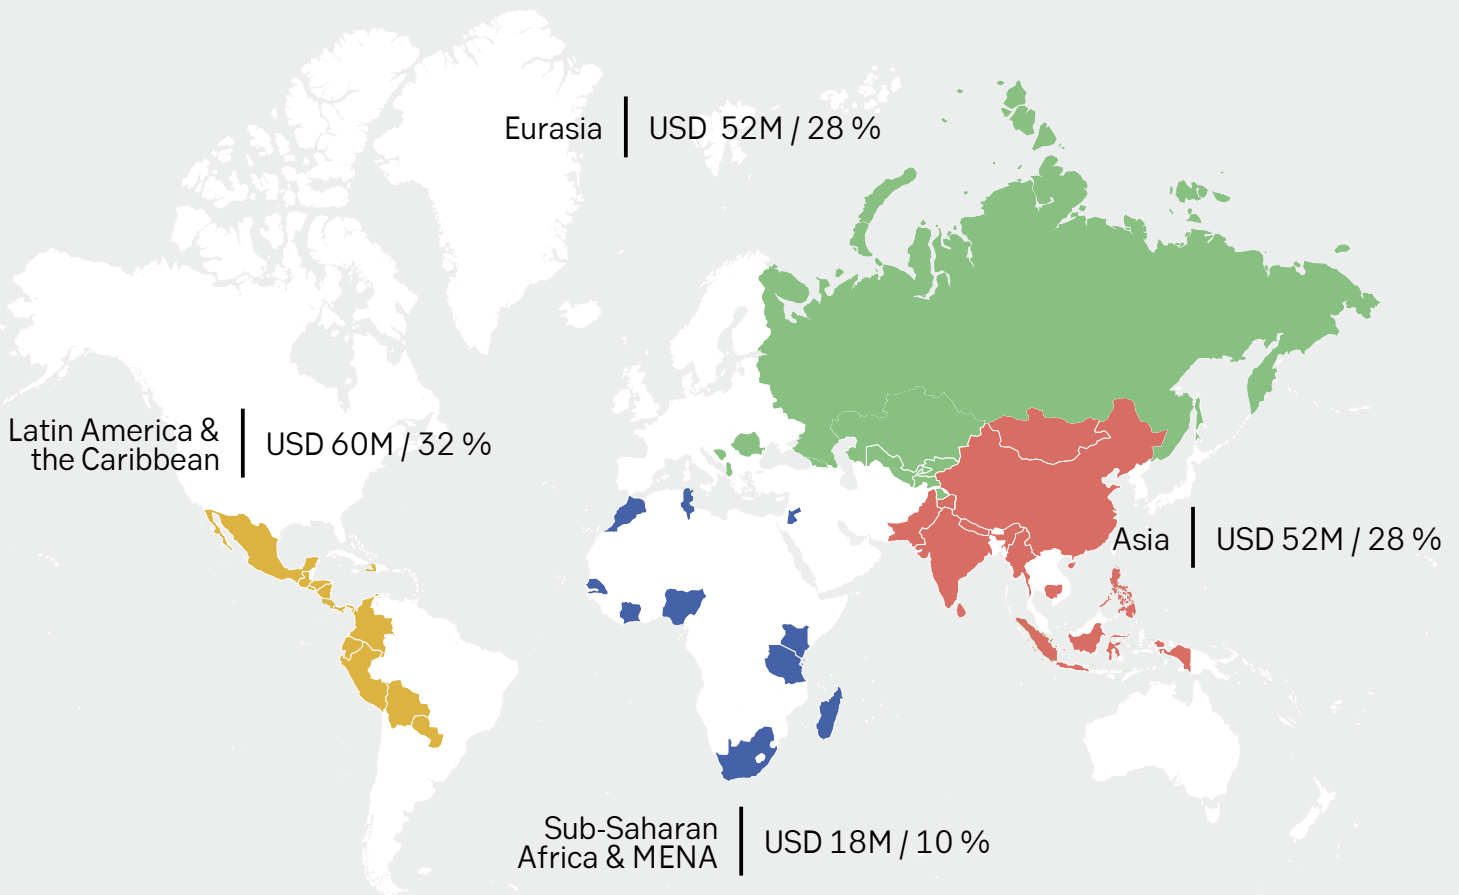 Eurasia
USD 52M / 28 %
Latin America &
the Caribbean
USD 60M / 32 %
Asia
USD 52M / 28 %
Sub-Saharan
Africa & MENA
USD 18M / 10 %